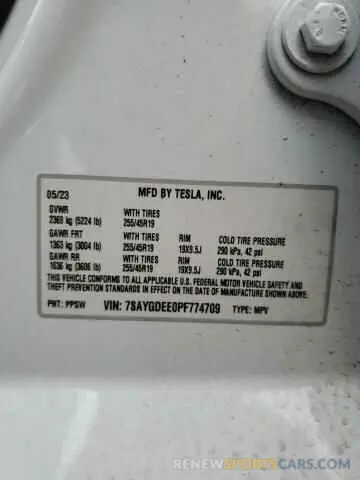 05/23 MFD BY TESLA, INC.
GVWR WITH TIRES
2369 kg (5224 lb) 255/45R19
GAWR FRT WITH TIRES RIM COLD TIRE PRESSURE
1363 kg (3004 lb) 255/45R19 19X9.5J 290 kPa, 42 psi
GAWR RR WITH TIRES RIM COLD TIRE PRESSURE
1636 kg (3606 lb) 255/45R19 19X9.5J 290 kPa, 42 psi
THIS VEHICLE CONFORMS TO ALL APPLICABLE U.S. FEDERAL MOTOR VEHICLE SAFETY AND
THEFT PREVENTION STANDARDS IN EFFECT ON THE DATE OF MANUFACTURE SHOWN ABOVE.
PNT: PPSW VIN: 7SAYGDEE0PF774709 TYPE: MPV
RENEWSPEEDCARS.COM